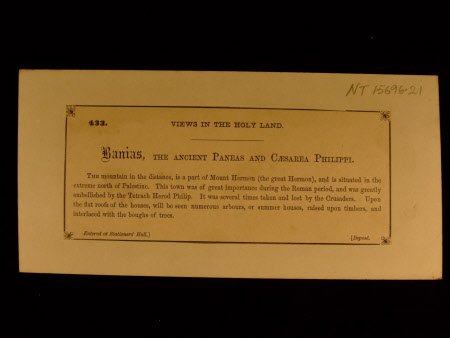 NT 15696-21
433. VIEWS IN THE HOLY LAND.
Banias, THE ANCIENT PANEAS AND CÆSAREA PHILIPPI.
THE mountain in the distance, is a part of Mount Hermon (the great Hermon), and is situated in the
extreme north of Palestine. This town was of great importance during the Roman period, and was greatly
embellished by the Tetrach Herod Philip. It was several times taken and lost by the Crusaders. Upon
the flat roofs of the houses, will be seen numerous arbours, or summer houses, raised upon timbers, and
interlaced with the boughs of trees.
Entered at Stationers' Hall.] [Deposé.